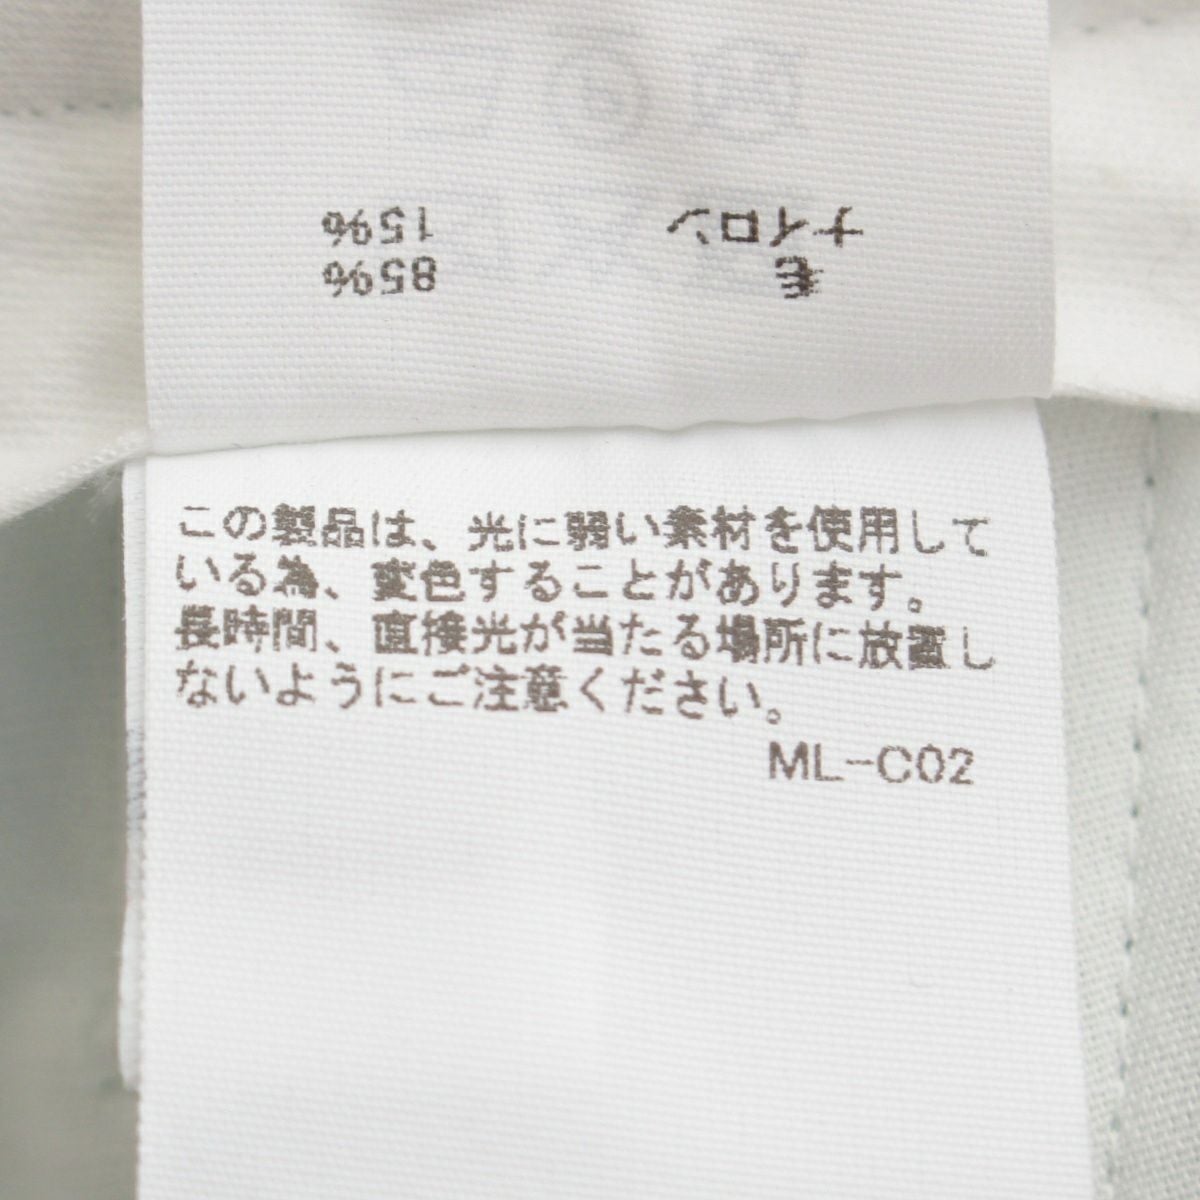 毛 85%
ナイロン 15%
この製品は、光に弱い素材を使用して
いる為、変色することがあります。
長時間、直接光が当たる場所に放置し
ないようにご注意ください。
ML-C02